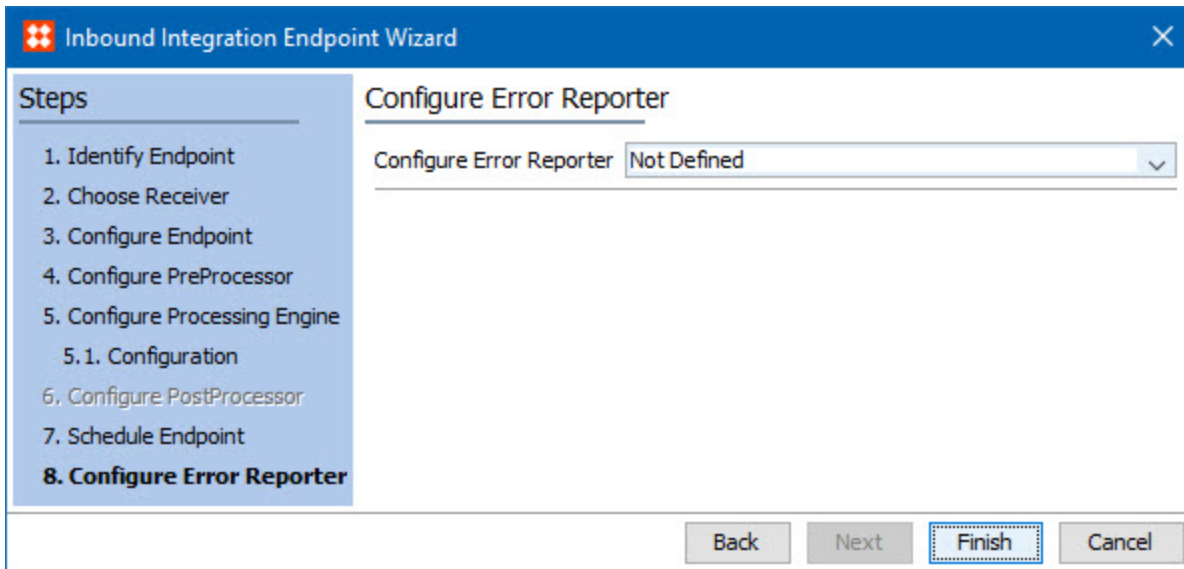 Inbound Integration Endpoint Wizard
Steps
1. Identify Endpoint
2. Choose Receiver
3. Configure Endpoint
4. Configure PreProcessor
5. Configure Processing Engine
5.1. Configuration
6. Configure PostProcessor
7. Schedule Endpoint
8. Configure Error Reporter
Configure Error Reporter
Configure Error Reporter Not Defined
Back Next Finish Cancel